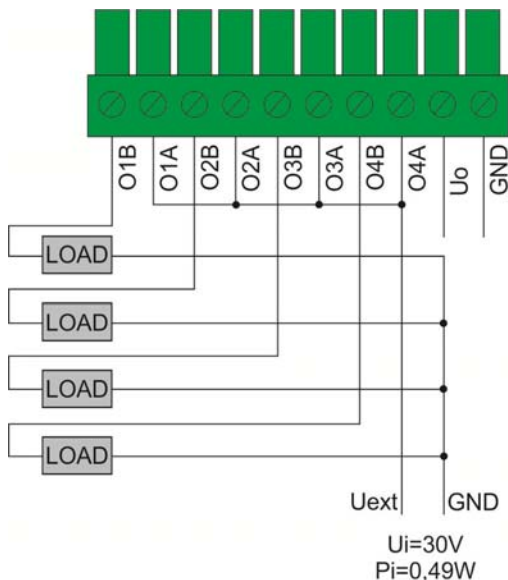 O1B
O1A
O2B
O2A
O3B
O3A
O4B
O4A
Uo
GND
LOAD
LOAD
LOAD
LOAD
Uext
GND
Ui=30V
Pi=0,49W